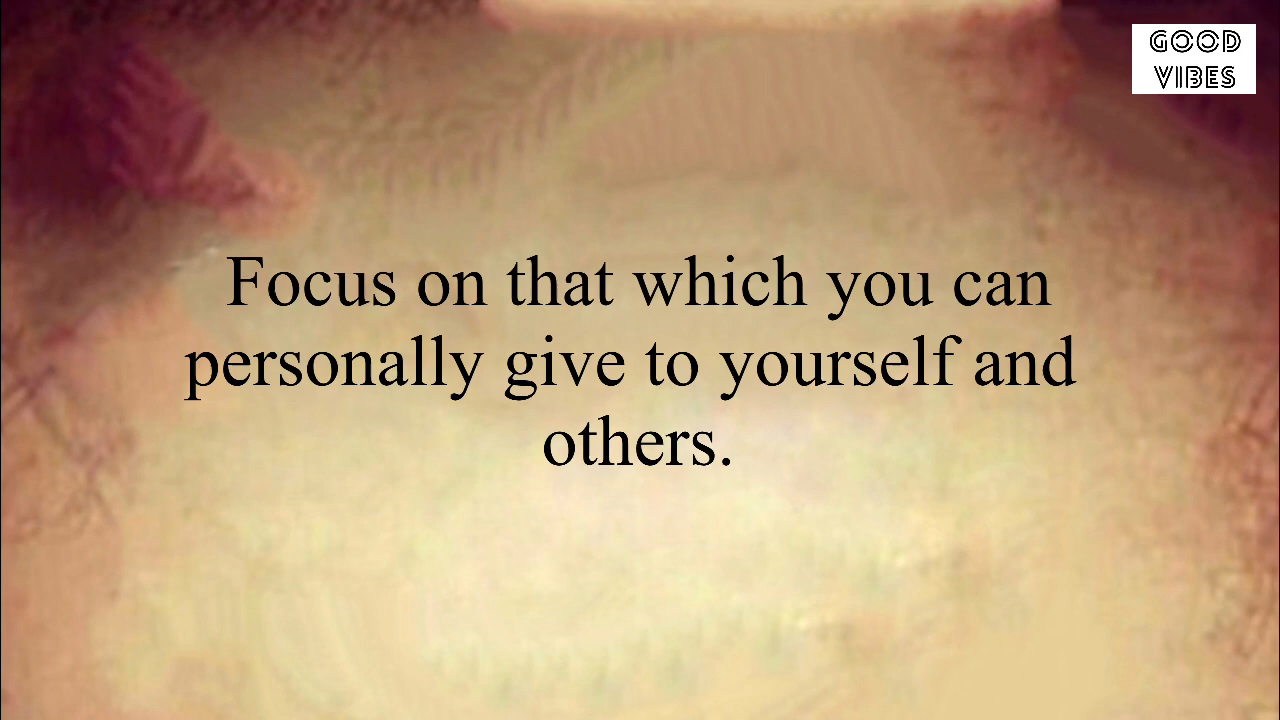 GOOD
VIBES
Focus on that which you can
personally give to yourself and
others.